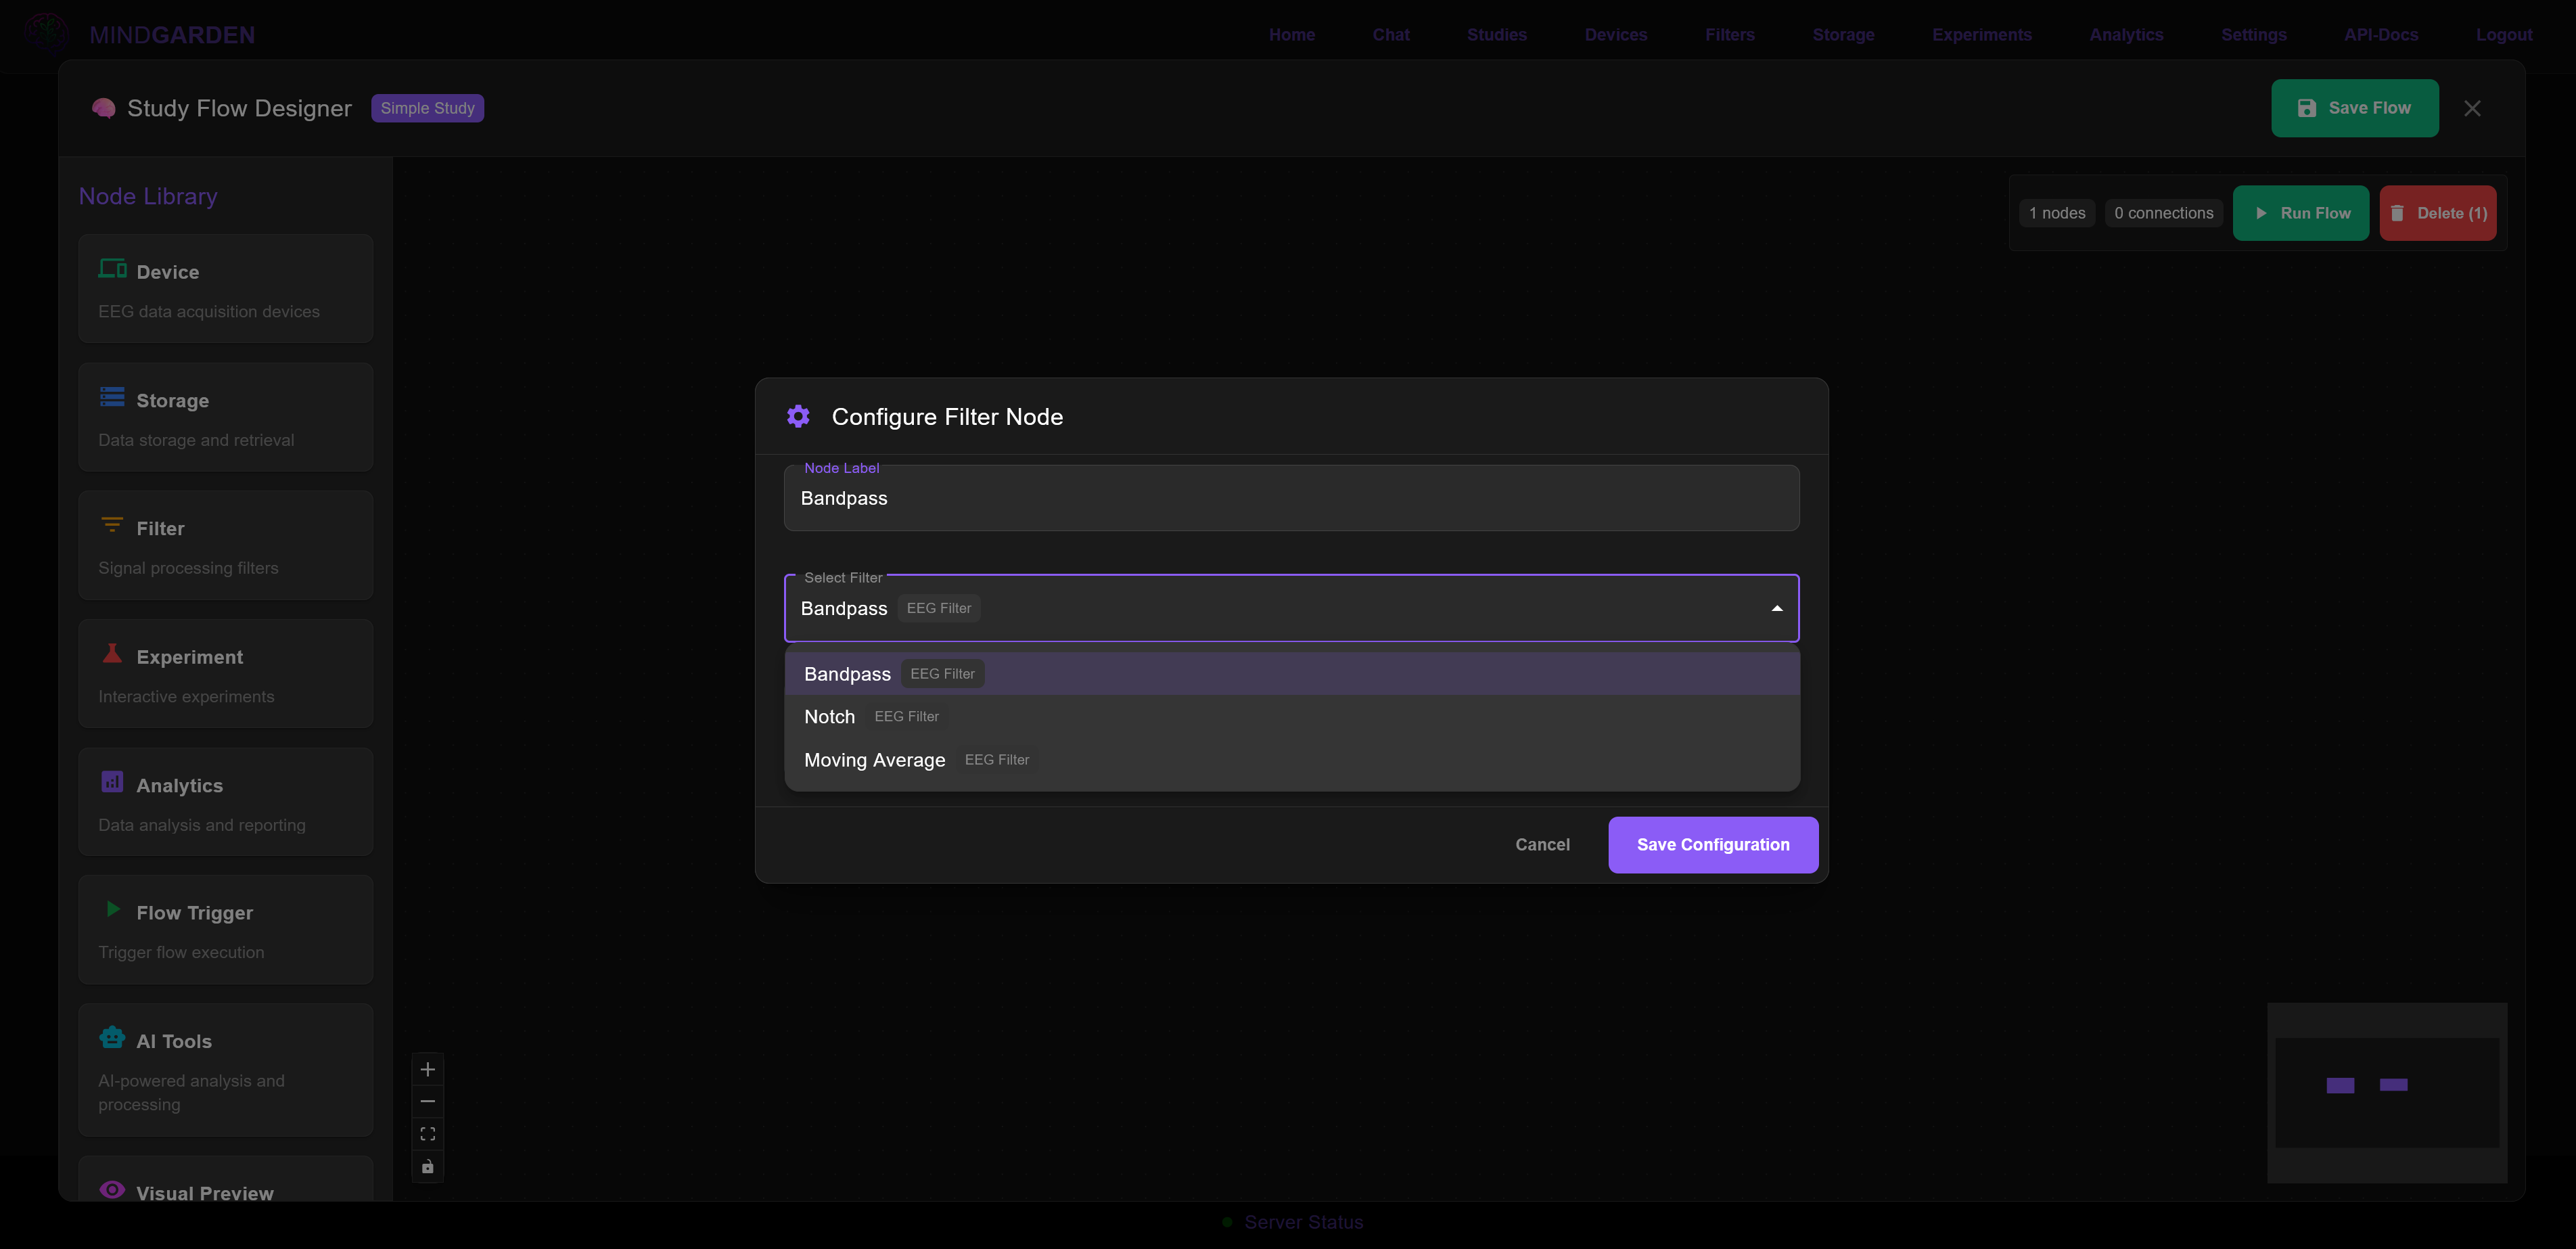 MINDGARDEN
Home Chat Studies Devices Filters Storage Experiments Analytics Settings API-Docs Logout
Study Flow Designer Simple Study
Save Flow
Node Library
1 nodes 0 connections Run Flow Delete (1)
Device
EEG data acquisition devices
Storage
Data storage and retrieval
Filter
Signal processing filters
Experiment
Interactive experiments
Analytics
Data analysis and reporting
Flow Trigger
Trigger flow execution
AI Tools
AI-powered analysis and
processing
Visual Preview
Configure Filter Node
Node Label
Bandpass
Select Filter
Bandpass EEG Filter
Bandpass EEG Filter
Notch EEG Filter
Moving Average EEG Filter
Cancel Save Configuration
Server Status